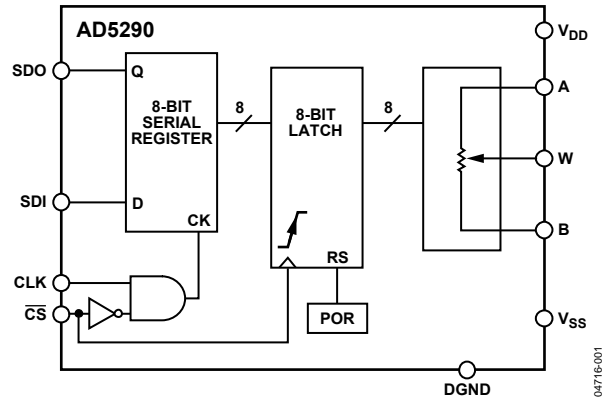 AD5290
V_DD
SDO
Q
8-BIT
SERIAL
REGISTER
8
8-BIT
LATCH
8
A
W
SDI
D
CK
B
RS
CLK
C̅S̅
POR
V_SS
DGND
04716-001